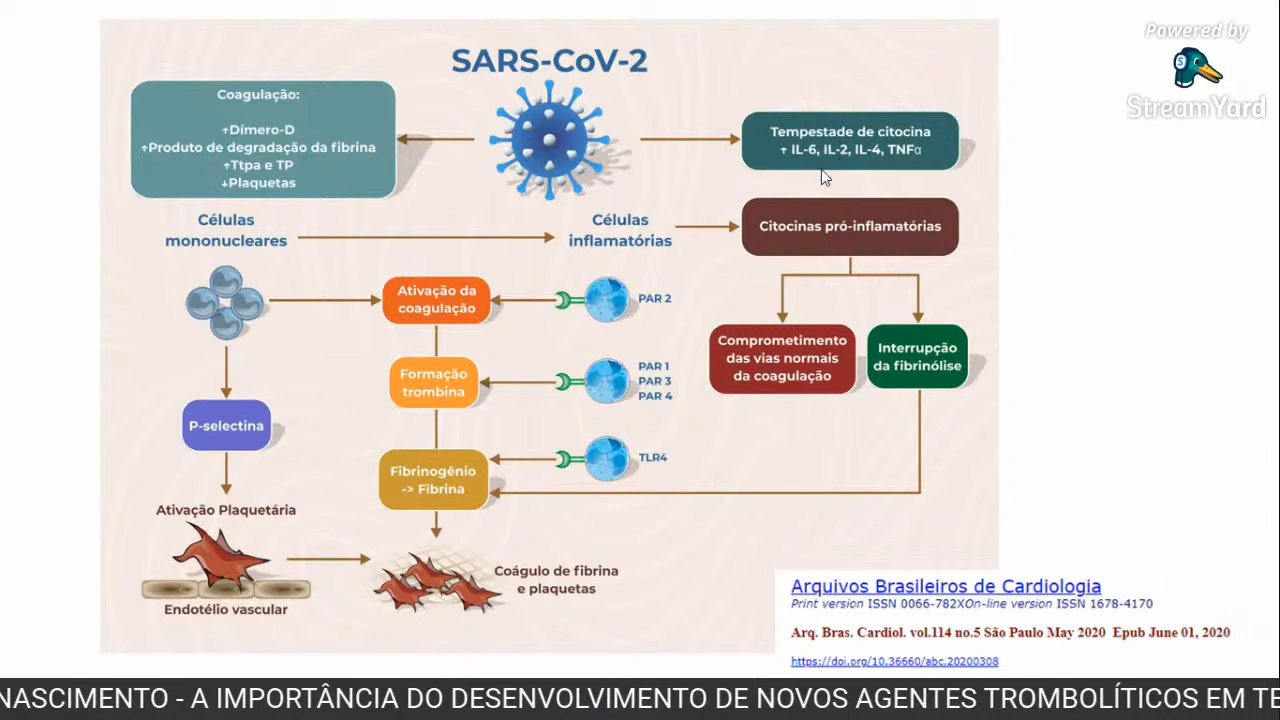 SARS-CoV-2
Powered by
StreamYard
Coagulação:
↑Dímero-D
↑Produto de degradação da fibrina
↑Ttpa e TP
↓Plaquetas
Tempestade de citocina
↑ IL-6, IL-2, IL-4, TNFα
Células
mononucleares
Células
inflamatórias
Citocinas pró-inflamatórias
Ativação da
coagulação
PAR 2
Comprometimento
das vias normais
da coagulação
Interrupção
da fibrinólise
Formação
trombina
PAR 1
PAR 3
PAR 4
P-selectina
Fibrinogênio
-> Fibrina
TLR4
Ativação Plaquetária
Endotélio vascular
Coágulo de fibrina
e plaquetas
Arquivos Brasileiros de Cardiologia
Print version ISSN 0066-782XOn-line version ISSN 1678-4170
Arq. Bras. Cardiol. vol.114 no.5 São Paulo May 2020 Epub June 01, 2020
https://doi.org/10.36660/abc.20200308
NASCIMENTO - A IMPORTÂNCIA DO DESENVOLVIMENTO DE NOVOS AGENTES TROMBOLÍTICOS EM TE